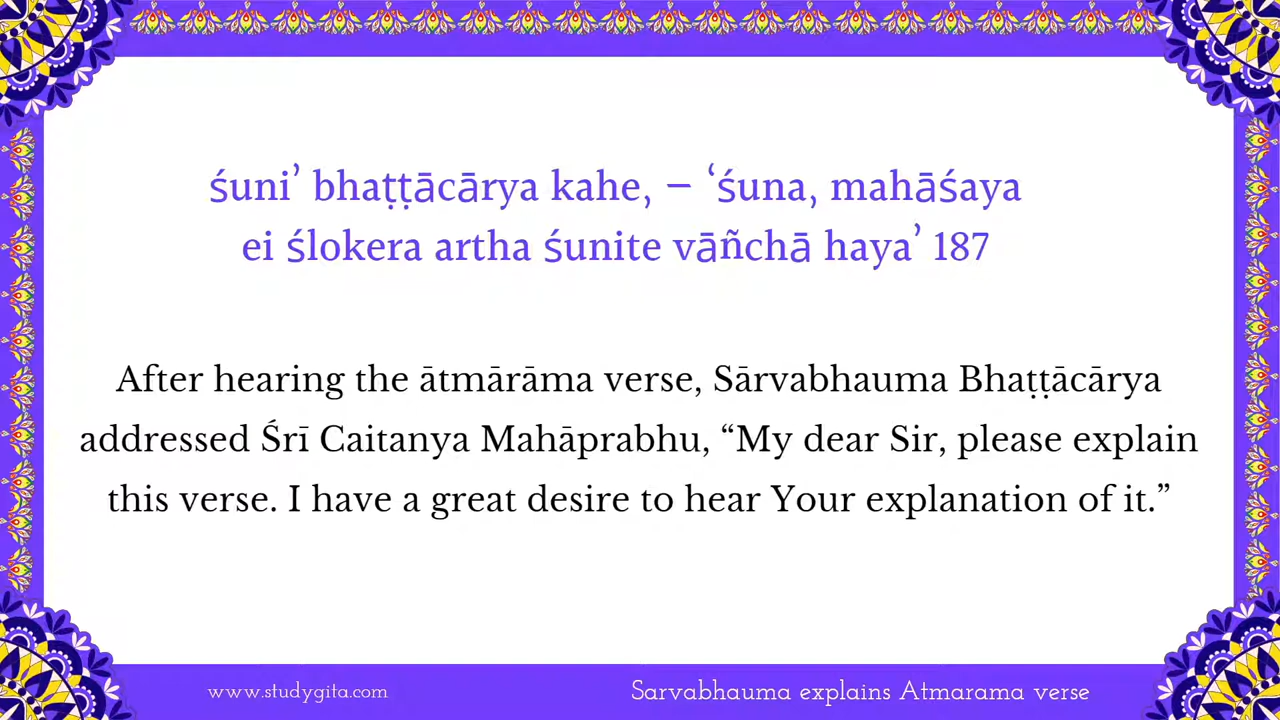 śuni’ bhaṭṭācārya kahe, – ‘śuna, mahāśaya
ei ślokera artha śunite vāñchā haya’ 187
After hearing the ātmārāma verse, Sārvabhauma Bhaṭṭācārya
addressed Śrī Caitanya Mahāprabhu, “My dear Sir, please explain
this verse. I have a great desire to hear Your explanation of it.”
www.studygita.com
Sarvabhauma explains Atmarama verse